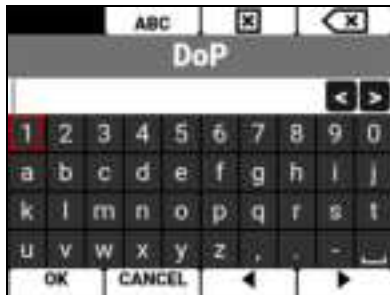 ABC
DoP
< >
1 2 3 4 5 6 7 8 9 0
a b c d e f g h i j
k l m n o p q r s t
u v w x y z , . -
OK CANCEL